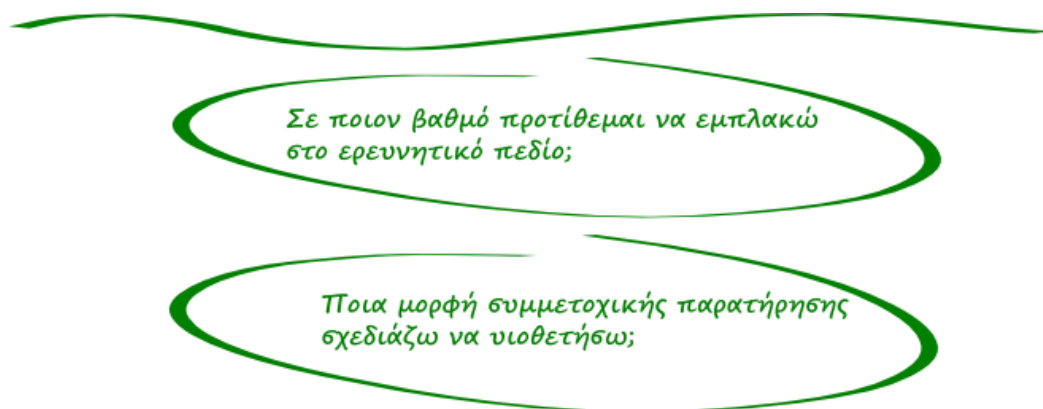 Σε ποιον βαθμό προτίθεμαι να εμπλακώ
στο ερευνητικό πεδίο;
Ποια μορφή συμμετοχικής παρατήρησης
σχεδιάζω να υιοθετήσω;